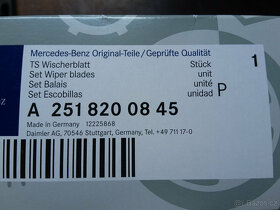 Mercedes-Benz Original-Teile/Geprüfte Qualität
TS Wischerblatt Stück 1
Set Wiper blades unit
Set Balais unité
Set Escobillas unidad P
A 251 820 08 45
Made in Germany 12225868
Daimler AG, 70546 Stuttgart, Germany, Tel. +49 711 17-0